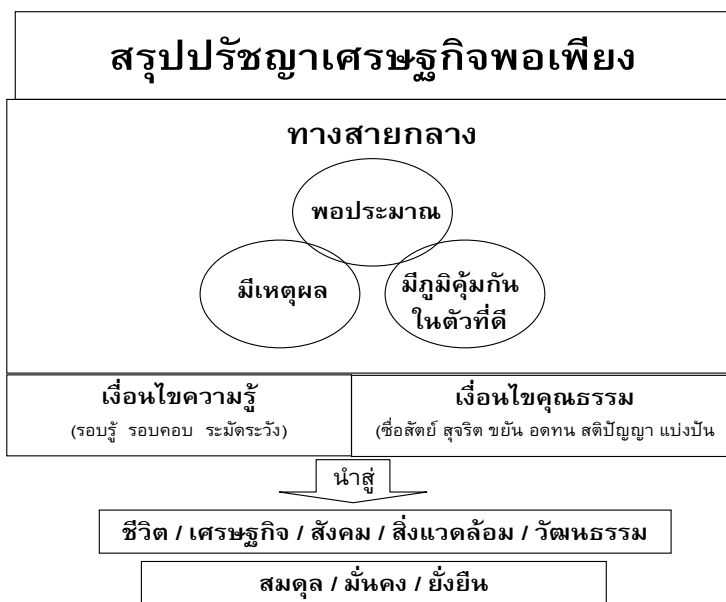 สรุปปรัชญาเศรษฐกิจพอเพียง
ทางสายกลาง
พอประมาณ
มีเหตุผล
มีภูมิคุ้มกัน
ในตัวที่ดี
เงื่อนไขความรู้
(รอบรู้ รอบคอบ ระมัดระวัง)
เงื่อนไขคุณธรรม
(ซื่อสัตย์ สุจริต ขยัน อดทน สติปัญญา แบ่งปัน
นำสู่
ชีวิต / เศรษฐกิจ / สังคม / สิ่งแวดล้อม / วัฒนธรรม
สมดุล / มั่นคง / ยั่งยืน